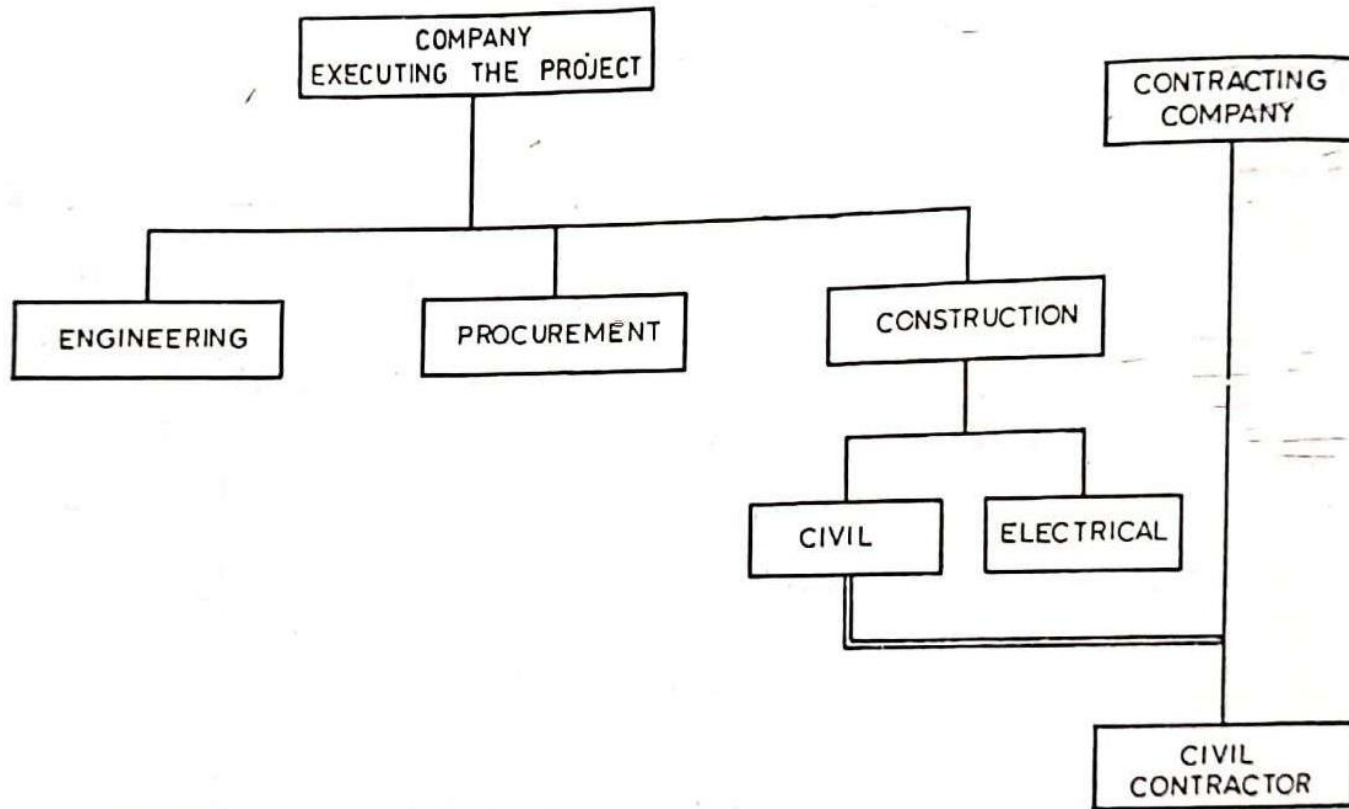 COMPANY
EXECUTING THE PROJECT
CONTRACTING
COMPANY
ENGINEERING
PROCUREMENT
CONSTRUCTION
CIVIL
ELECTRICAL
CIVIL
CONTRACTOR